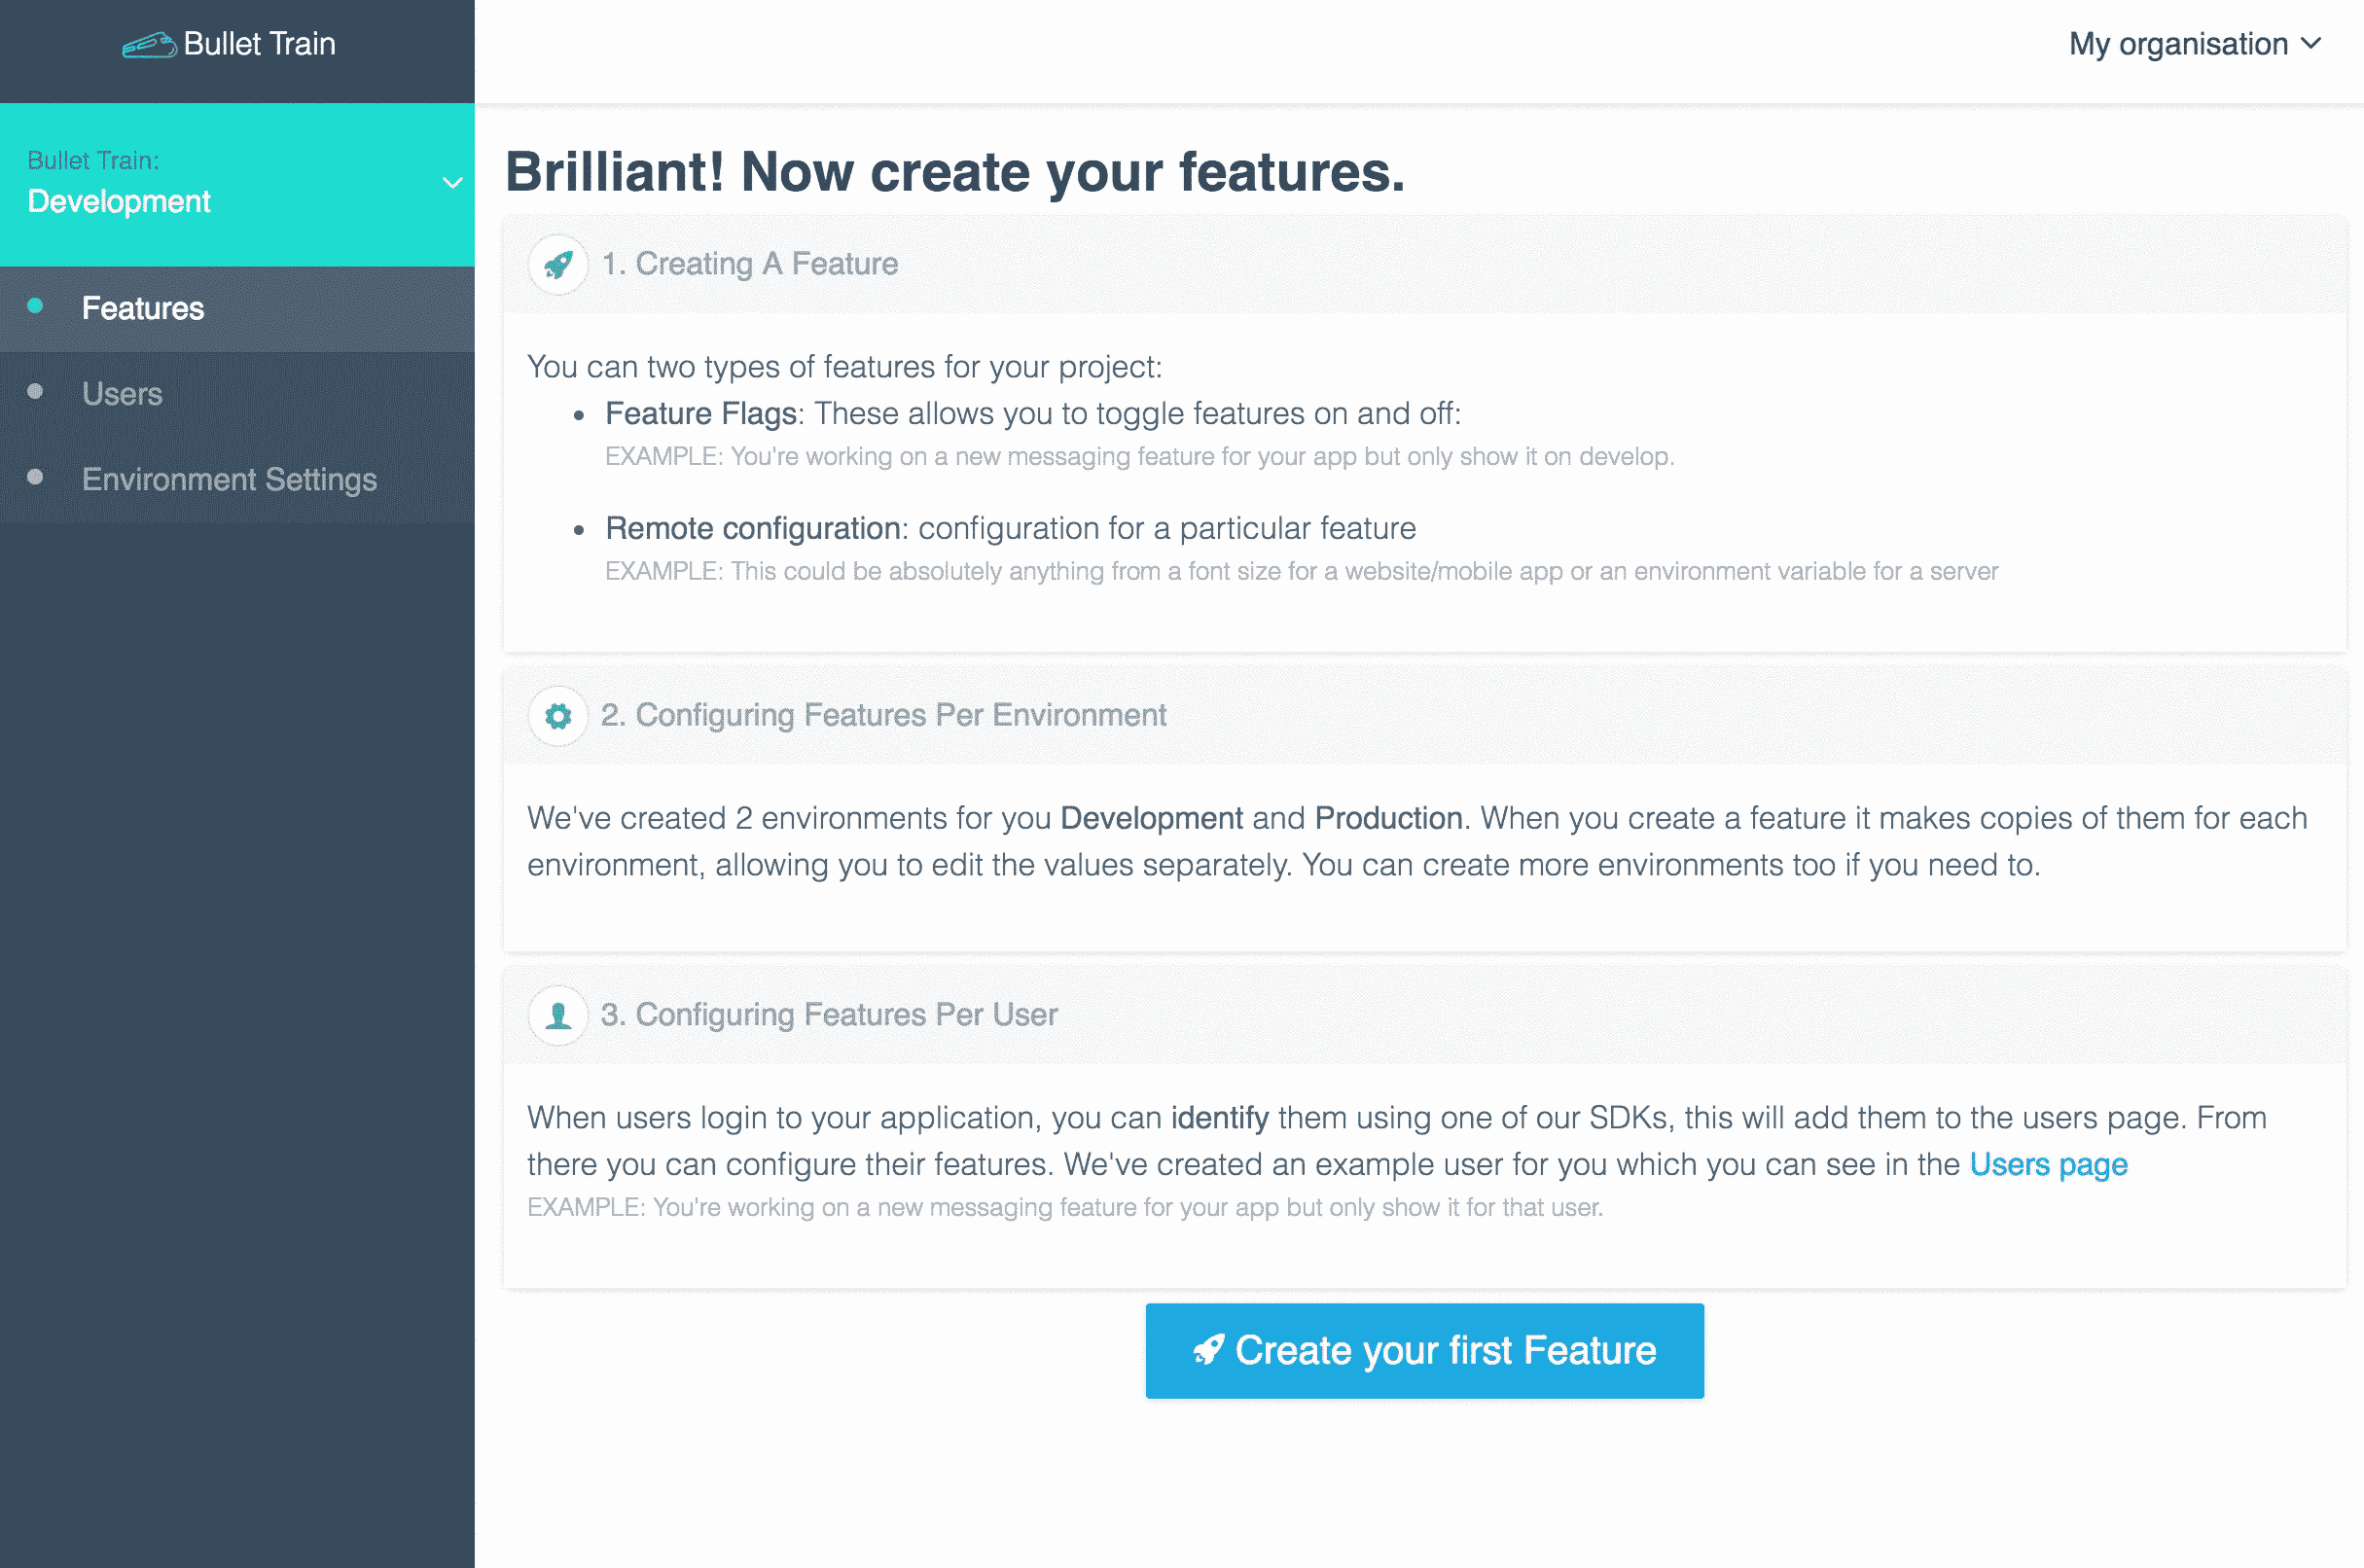 Bullet Train
My organisation
Bullet Train:
Development
Features
Users
Environment Settings
Brilliant! Now create your features.
1. Creating A Feature
You can two types of features for your project:
Feature Flags: These allows you to toggle features on and off:
EXAMPLE: You're working on a new messaging feature for your app but only show it on develop.
Remote configuration: configuration for a particular feature
EXAMPLE: This could be absolutely anything from a font size for a website/mobile app or an environment variable for a server
2. Configuring Features Per Environment
We've created 2 environments for you Development and Production. When you create a feature it makes copies of them for each
environment, allowing you to edit the values separately. You can create more environments too if you need to.
3. Configuring Features Per User
When users login to your application, you can identify them using one of our SDKs, this will add them to the users page. From
there you can configure their features. We've created an example user for you which you can see in the Users page
EXAMPLE: You're working on a new messaging feature for your app but only show it for that user.
Create your first Feature